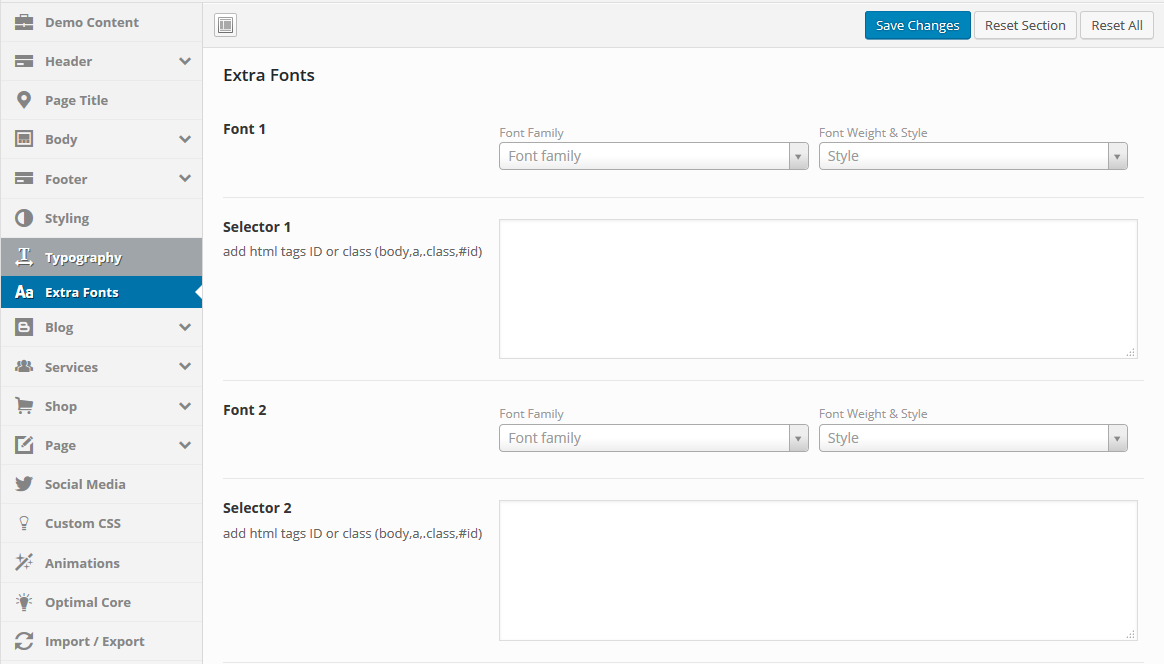 Demo Content
Header
Page Title
Body
Footer
Styling
Typography
Aa Extra Fonts
Blog
Services
Shop
Page
Social Media
Custom CSS
Animations
Optimal Core
Import / Export
Save Changes Reset Section Reset All
Extra Fonts
Font 1
Font Family Font Weight & Style
Font family Style
Selector 1
add html tags ID or class (body,a,.class,#id)
Font 2
Font Family Font Weight & Style
Font family Style
Selector 2
add html tags ID or class (body,a,.class,#id)